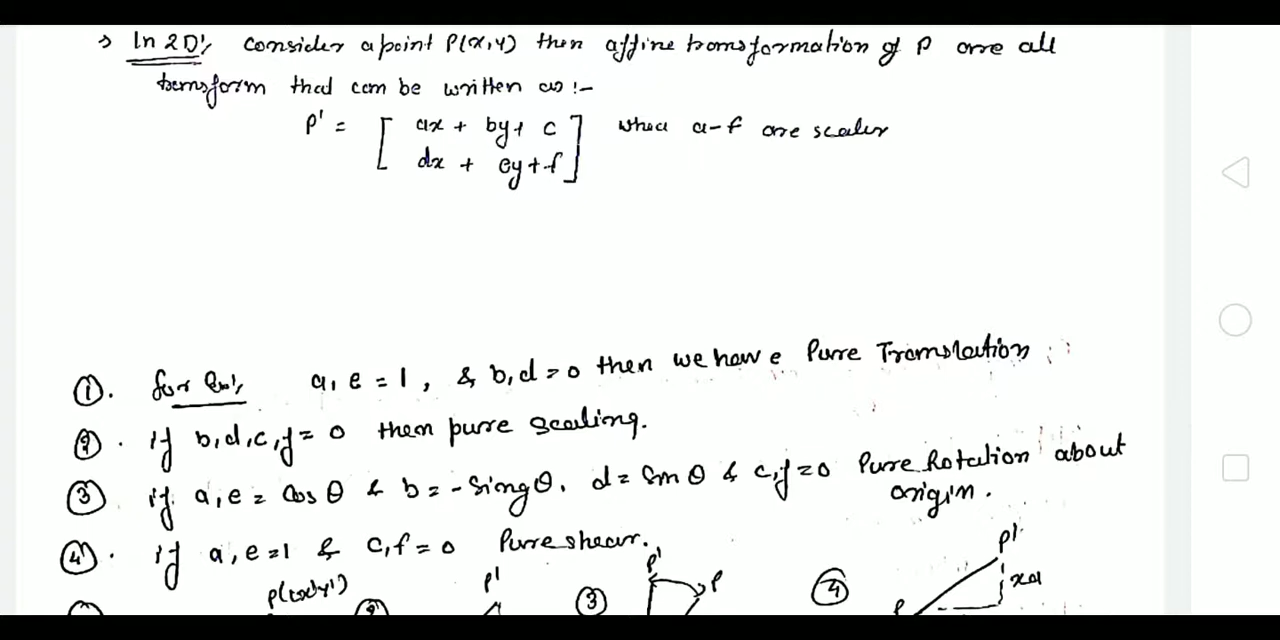 → In 2D:, consider a point P(x,y) then affine transformation of P are all
transform that can be written as :-
P' = [ ax + by + c ] where a-f are scaler
[ dx + ey + f ]
①. for Ex:, a, e = 1, & b, d = 0 then we have Pure Translation
②. if b, d, c, f = 0 then pure scaling.
③ if a, e = Cos θ & b = - Sing θ, d = Sin θ & c, f = 0 Pure Rotation about
origin.
④. if a, e = 1 & c, f = 0 Pure shear.
P' P ③ ④ P'
P'